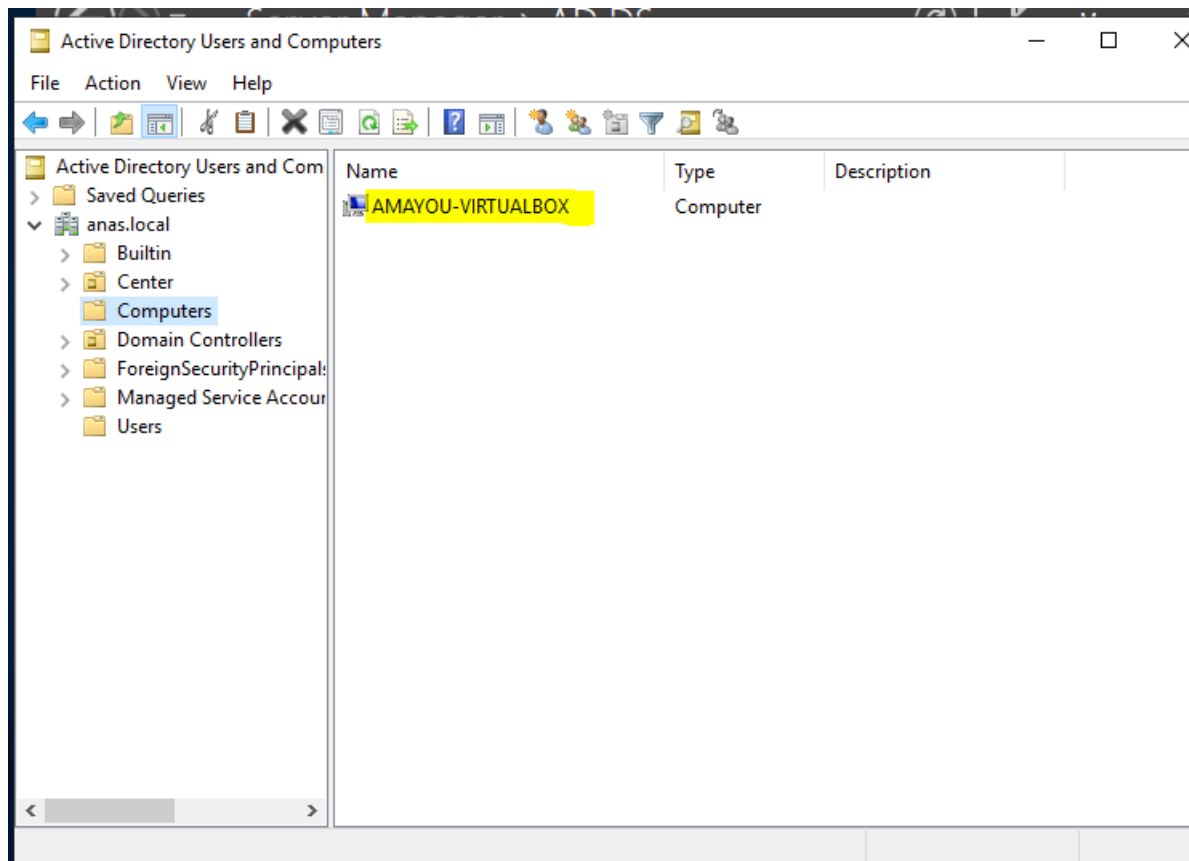 Active Directory Users and Computers
File Action View Help
Active Directory Users and Com
Saved Queries
anas.local
Builtin
Center
Computers
Domain Controllers
ForeignSecurityPrincipals
Managed Service Accour
Users
Name Type Description
AMAYOU-VIRTUALBOX Computer